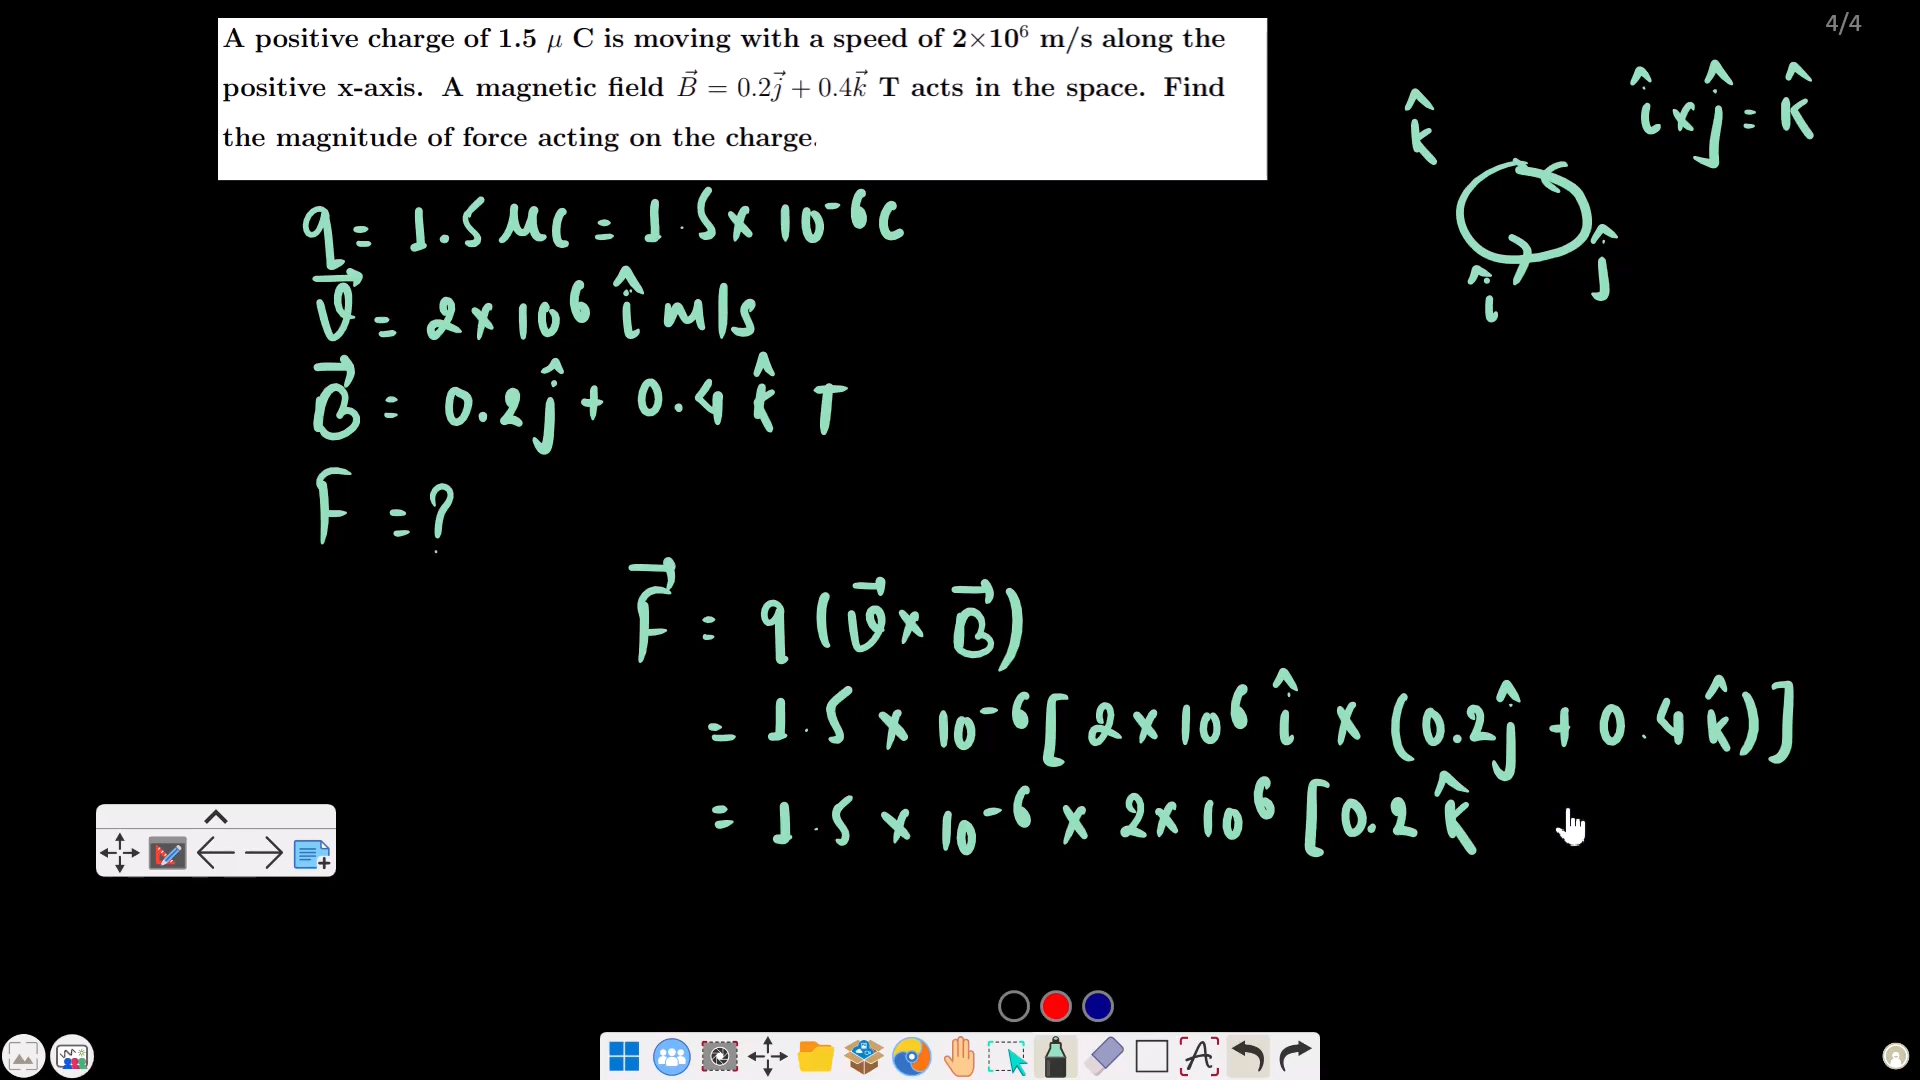 4/4
A positive charge of 1.5 μ C is moving with a speed of 2×10⁶ m/s along the
positive x-axis. A magnetic field B⃗ = 0.2j⃗ + 0.4k⃗ T acts in the space. Find
the magnitude of force acting on the charge.
î × ĵ = k̂
k̂
ĵ
î
q = 1.5 μC = 1.5 × 10⁻⁶ C
v⃗ = 2 × 10⁶ î m/s
B⃗ = 0.2 ĵ + 0.4 k̂ T
F = ?
F⃗ = q (v⃗ × B⃗)
= 1.5 × 10⁻⁶ [ 2 × 10⁶ î × (0.2 ĵ + 0.4 k̂) ]
= 1.5 × 10⁻⁶ × 2 × 10⁶ [ 0.2 k̂